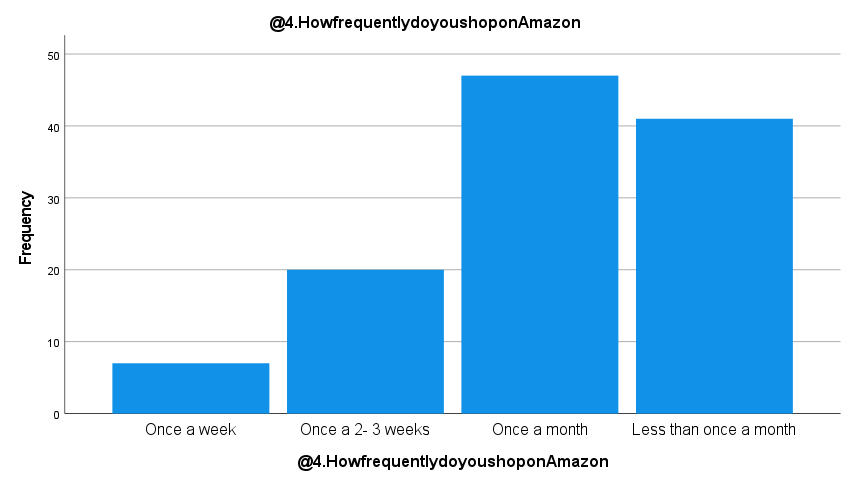 @4.HowfrequentlydoyoushoponAmazon
50
40
30
20
10
0
Frequency
Once a week
Once a 2- 3 weeks
Once a month
Less than once a month
@4.HowfrequentlydoyoushoponAmazon